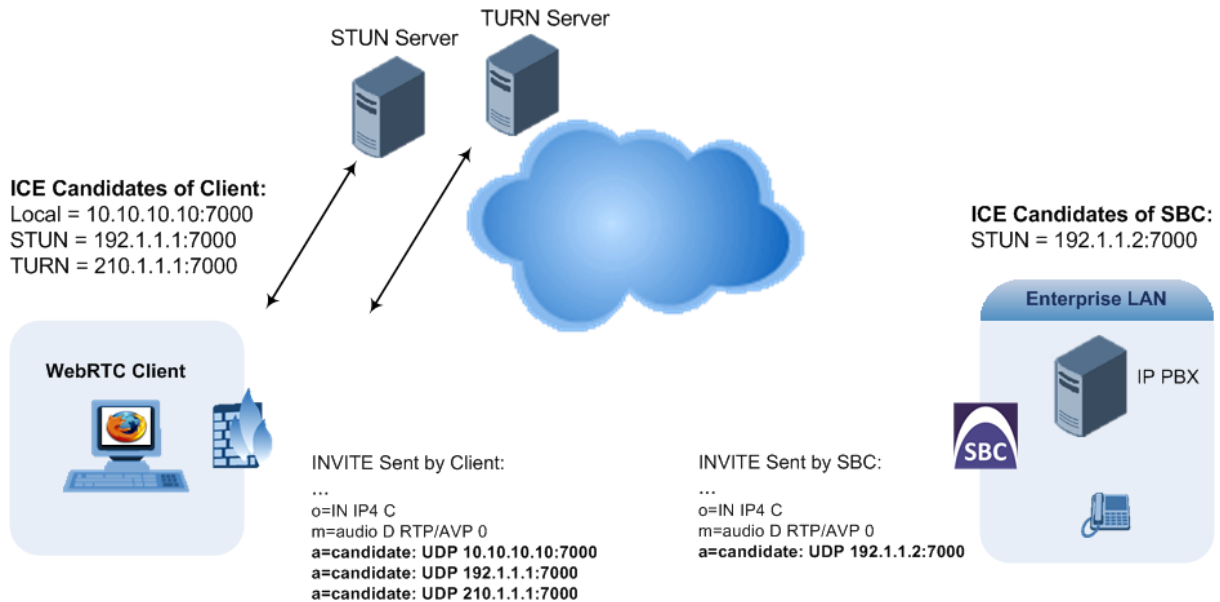 STUN Server
TURN Server
ICE Candidates of Client:
Local = 10.10.10.10:7000
STUN = 192.1.1.1:7000
TURN = 210.1.1.1:7000
ICE Candidates of SBC:
STUN = 192.1.1.2:7000
Enterprise LAN
WebRTC Client
IP PBX
SBC
INVITE Sent by Client:
...
o=IN IP4 C
m=audio D RTP/AVP 0
a=candidate: UDP 10.10.10.10:7000
a=candidate: UDP 192.1.1.1:7000
a=candidate: UDP 210.1.1.1:7000
INVITE Sent by SBC:
...
o=IN IP4 C
m=audio D RTP/AVP 0
a=candidate: UDP 192.1.1.2:7000